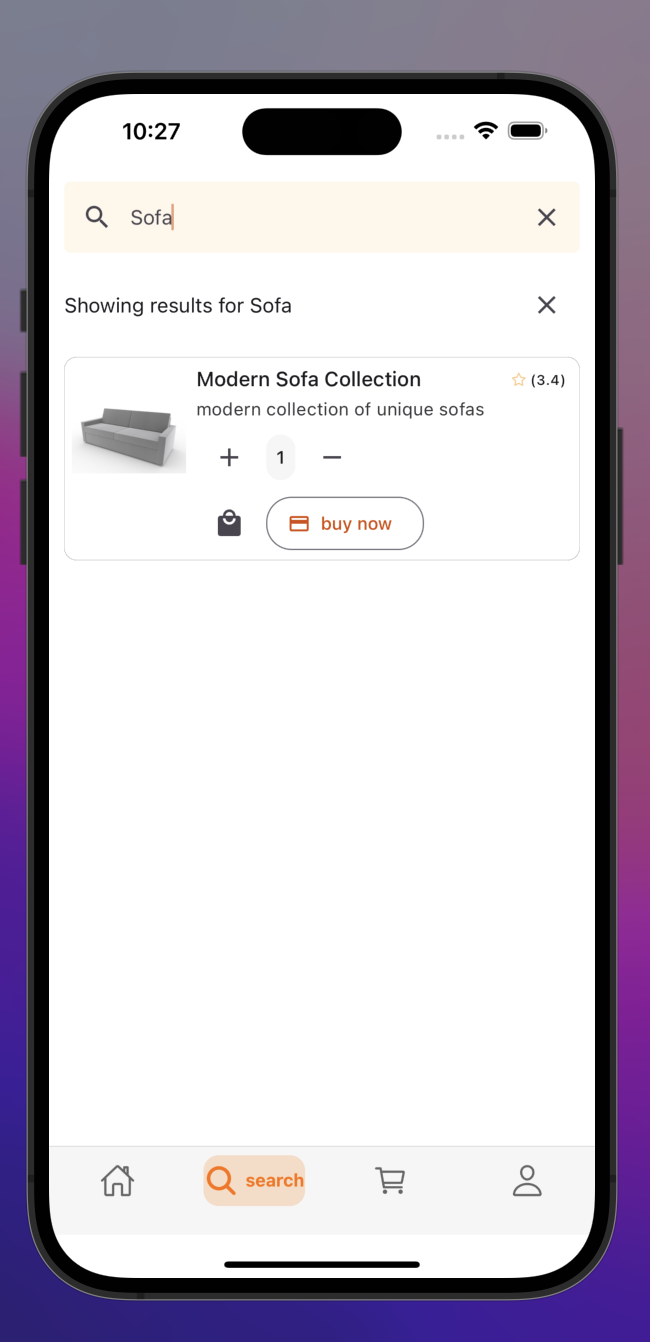 10:27
Sofa
Showing results for Sofa
Modern Sofa Collection (3.4)
modern collection of unique sofas
1
buy now
search